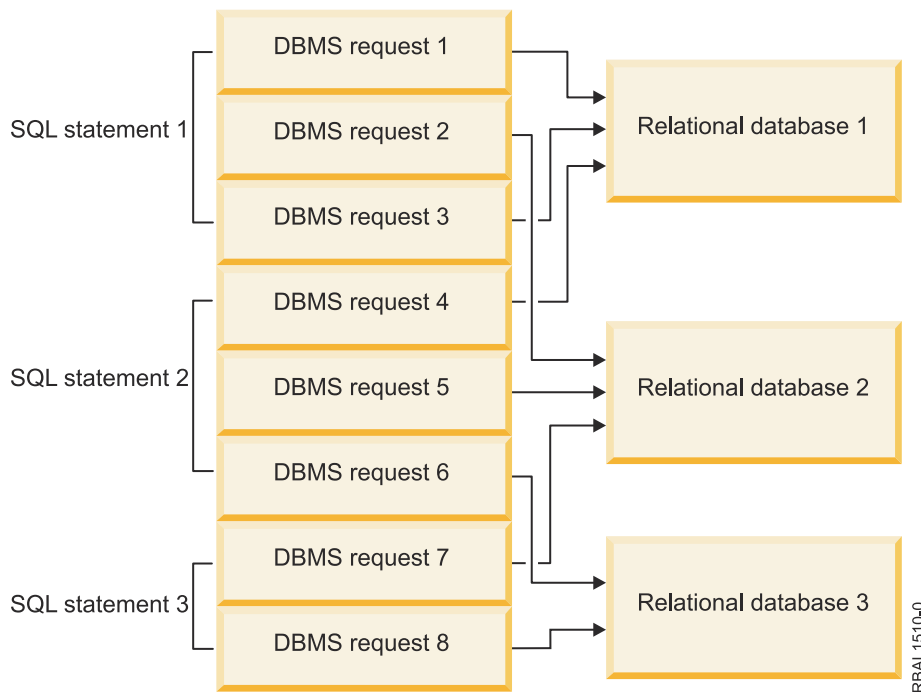 SQL statement 1
DBMS request 1
DBMS request 2
DBMS request 3
SQL statement 2
DBMS request 4
DBMS request 5
DBMS request 6
SQL statement 3
DBMS request 7
DBMS request 8
Relational database 1
Relational database 2
Relational database 3
RBAL1510-0